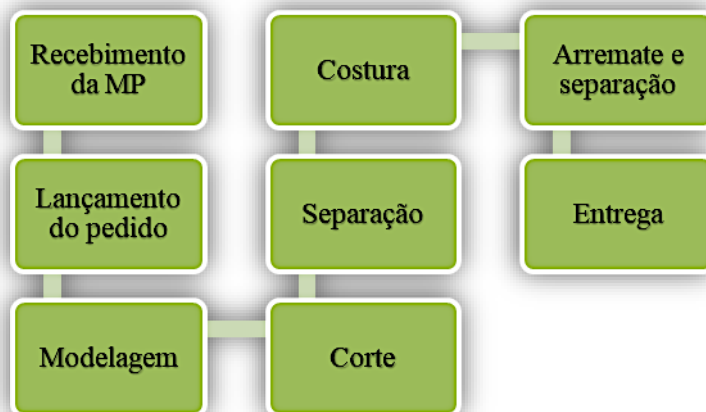 Recebimento
da MP
Lançamento
do pedido
Modelagem
Corte
Separação
Costura
Arremate e
separação
Entrega